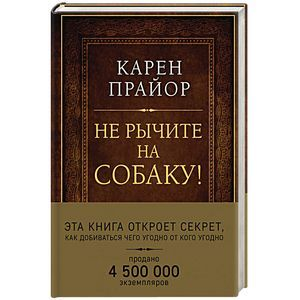 КАРЕН
ПРАЙОР
НЕ РЫЧИТЕ
НА
СОБАКУ!
ЭТА КНИГА ОТКРОЕТ СЕКРЕТ,
КАК ДОБИВАТЬСЯ ЧЕГО УГОДНО ОТ КОГО УГОДНО
продано
4 500 000
экземпляров